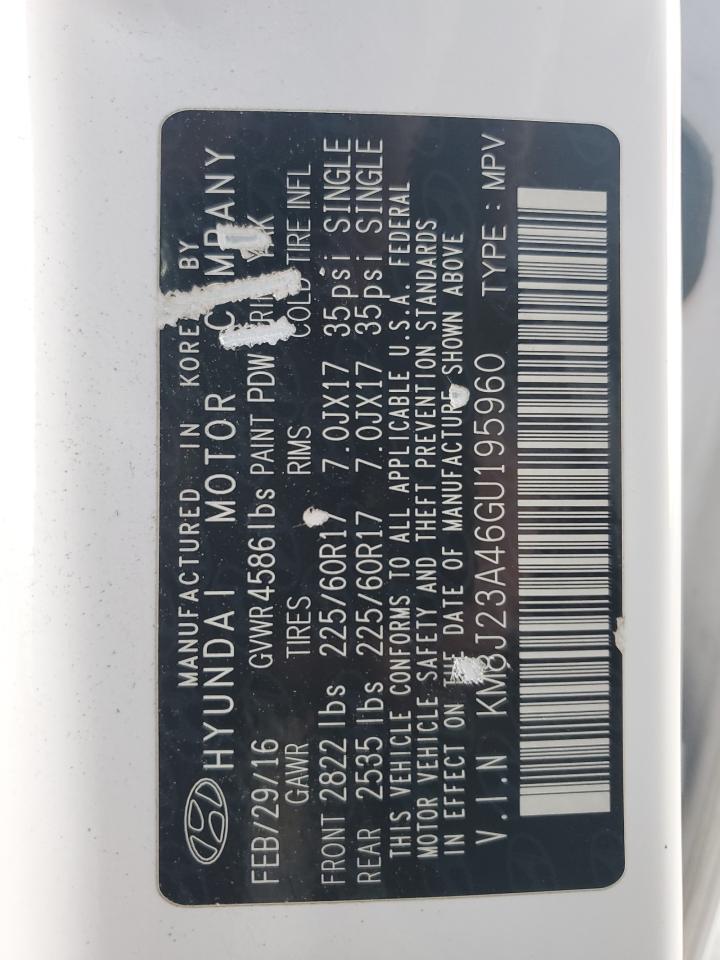 MANUFACTURED IN KOREA BY
HYUNDAI MOTOR COMPANY
FEB/29/16 GVWR 4586 lbs PAINT PDW
GAWR TIRES RIMS COLD TIRE INFL
FRONT 2822 lbs 225/60R17 7.0JX17 35psi SINGLE
REAR 2535 lbs 225/60R17 7.0JX17 35psi SINGLE
THIS VEHICLE CONFORMS TO ALL APPLICABLE U.S.A. FEDERAL
MOTOR VEHICLE SAFETY AND THEFT PREVENTION STANDARDS
IN EFFECT ON THE DATE OF MANUFACTURE SHOWN ABOVE
V.I.N KM8J23A46GU195960 TYPE : MPV